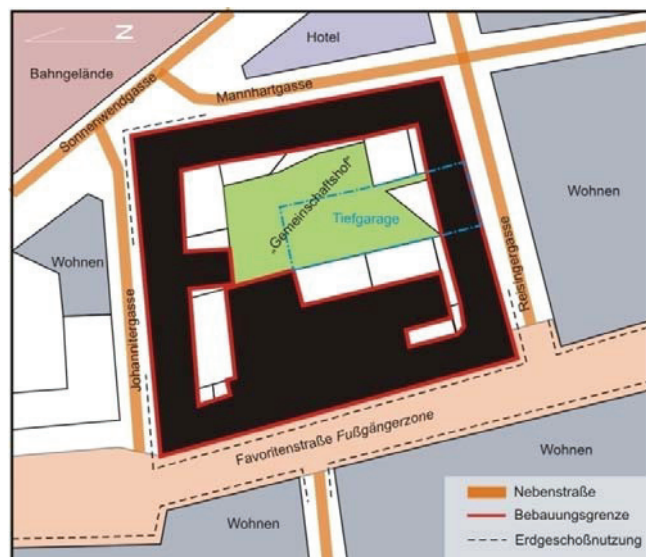 N
Hotel
Bahngelände
Mannhartgasse
Sonnenwendgasse
„Gemeinschaftshof“
Wohnen
Tiefgarage
Wohnen
Reisingergasse
Johannitergasse
Favoritenstraße Fußgängerzone
Wohnen
Wohnen
Nebenstraße
Bebauungsgrenze
Erdgeschoßnutzung